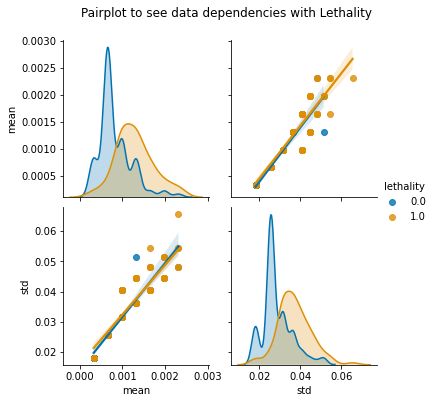 Pairplot to see data dependencies with Lethality
0.0030
0.0025
0.0020
0.0015
0.0010
0.0005
mean
lethality
0.0
1.0
0.06
0.05
0.04
0.03
0.02
std
0.000 0.001 0.002 0.003
mean
0.02 0.04 0.06
std